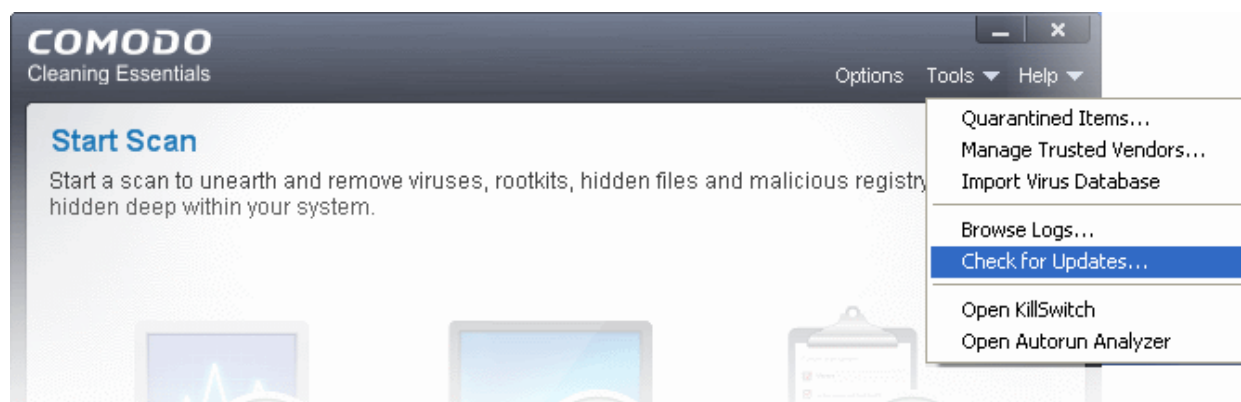 COMODO
Cleaning Essentials
Options Tools Help
Start Scan
Start a scan to unearth and remove viruses, rootkits, hidden files and malicious registry
hidden deep within your system.
Quarantined Items...
Manage Trusted Vendors...
Import Virus Database
Browse Logs...
Check for Updates...
Open KillSwitch
Open Autorun Analyzer